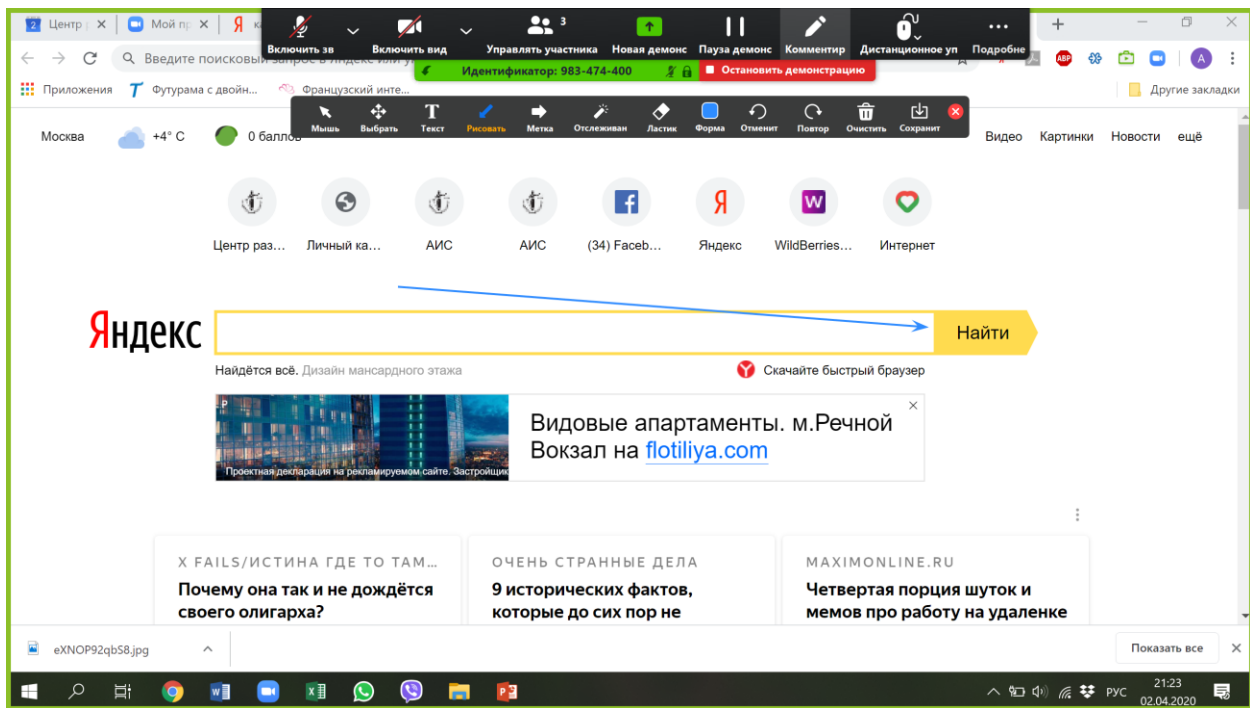 Центр р
Мой пр
к
Включить зв
Включить вид
3
Управлять участника
Новая демонс
Пауза демонс
Комментир
Дистанционное уп
Подробне
Идентификатор: 983-474-400
Остановить демонстрацию
Введите поисковый запрос в Яндекс или
ABP
A
Приложения
Футурама с двойн...
Французский инте...
Другие закладки
Мышь
Выбрать
Текст
Рисовать
Метка
Отслеживан
Ластик
Форма
Отменит
Повтор
Очистить
Сохранит
Москва
+4° C
0 баллов
Видео
Картинки
Новости
ещё
Центр раз...
Личный ка...
АИС
АИС
(34) Faceb...
Яндекс
WildBerries...
Интернет
Яндекс
Найти
Найдётся всё. Дизайн мансардного этажа
Скачайте быстрый браузер
Видовые апартаменты. м.Речной
Вокзал на flotiliya.com
Проектная декларация на рекламируемом сайте. Застройщик
X FAILS/ИСТИНА ГДЕ ТО ТАМ...
Почему она так и не дождётся
своего олигарха?
ОЧЕНЬ СТРАННЫЕ ДЕЛА
9 исторических фактов,
которые до сих пор не
MAXIMONLINE.RU
Четвертая порция шуток и
мемов про работу на удаленке
eXNOP92qbS8.jpg
Показать все
РУС
21:23
02.04.2020